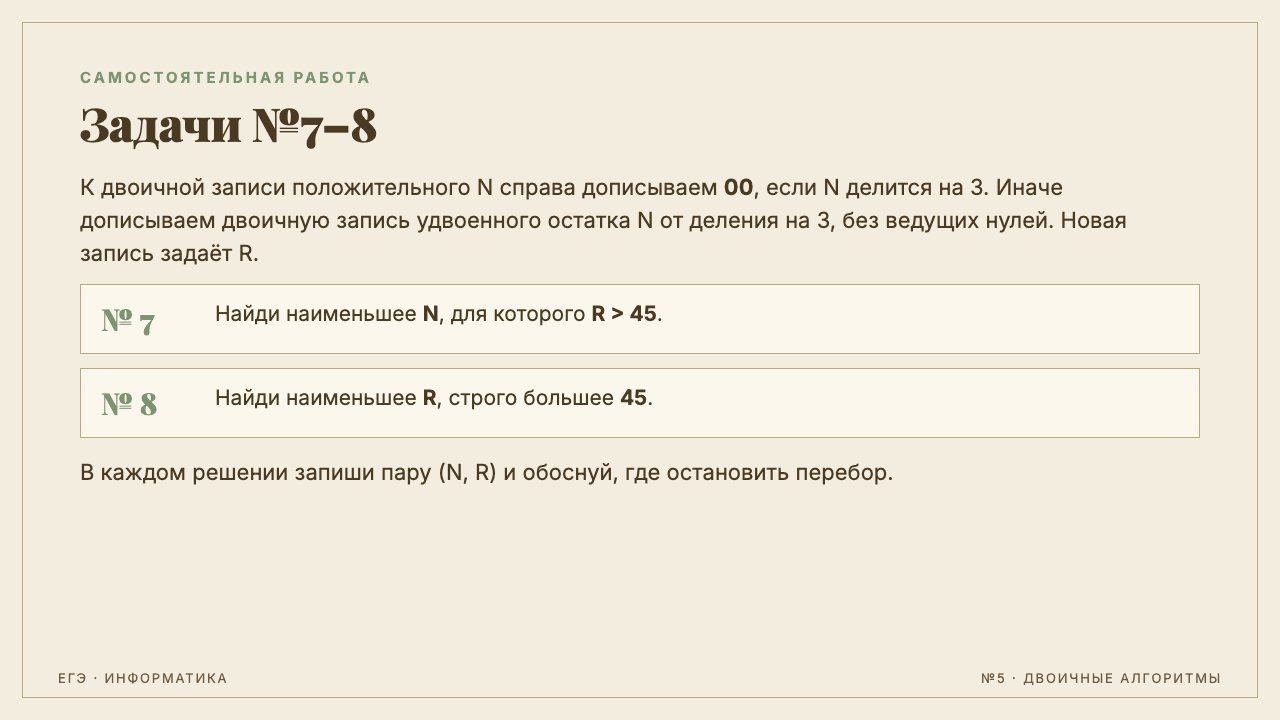 САМОСТОЯТЕЛЬНАЯ РАБОТА
Задачи №7–8
К двоичной записи положительного N справа дописываем 00, если N делится на 3. Иначе
дописываем двоичную запись удвоенного остатка N от деления на 3, без ведущих нулей. Новая
запись задаёт R.
№ 7 Найди наименьшее N, для которого R > 45.
№ 8 Найди наименьшее R, строго большее 45.
В каждом решении запиши пару (N, R) и обоснуй, где остановить перебор.
ЕГЭ · ИНФОРМАТИКА
№5 · ДВОИЧНЫЕ АЛГОРИТМЫ